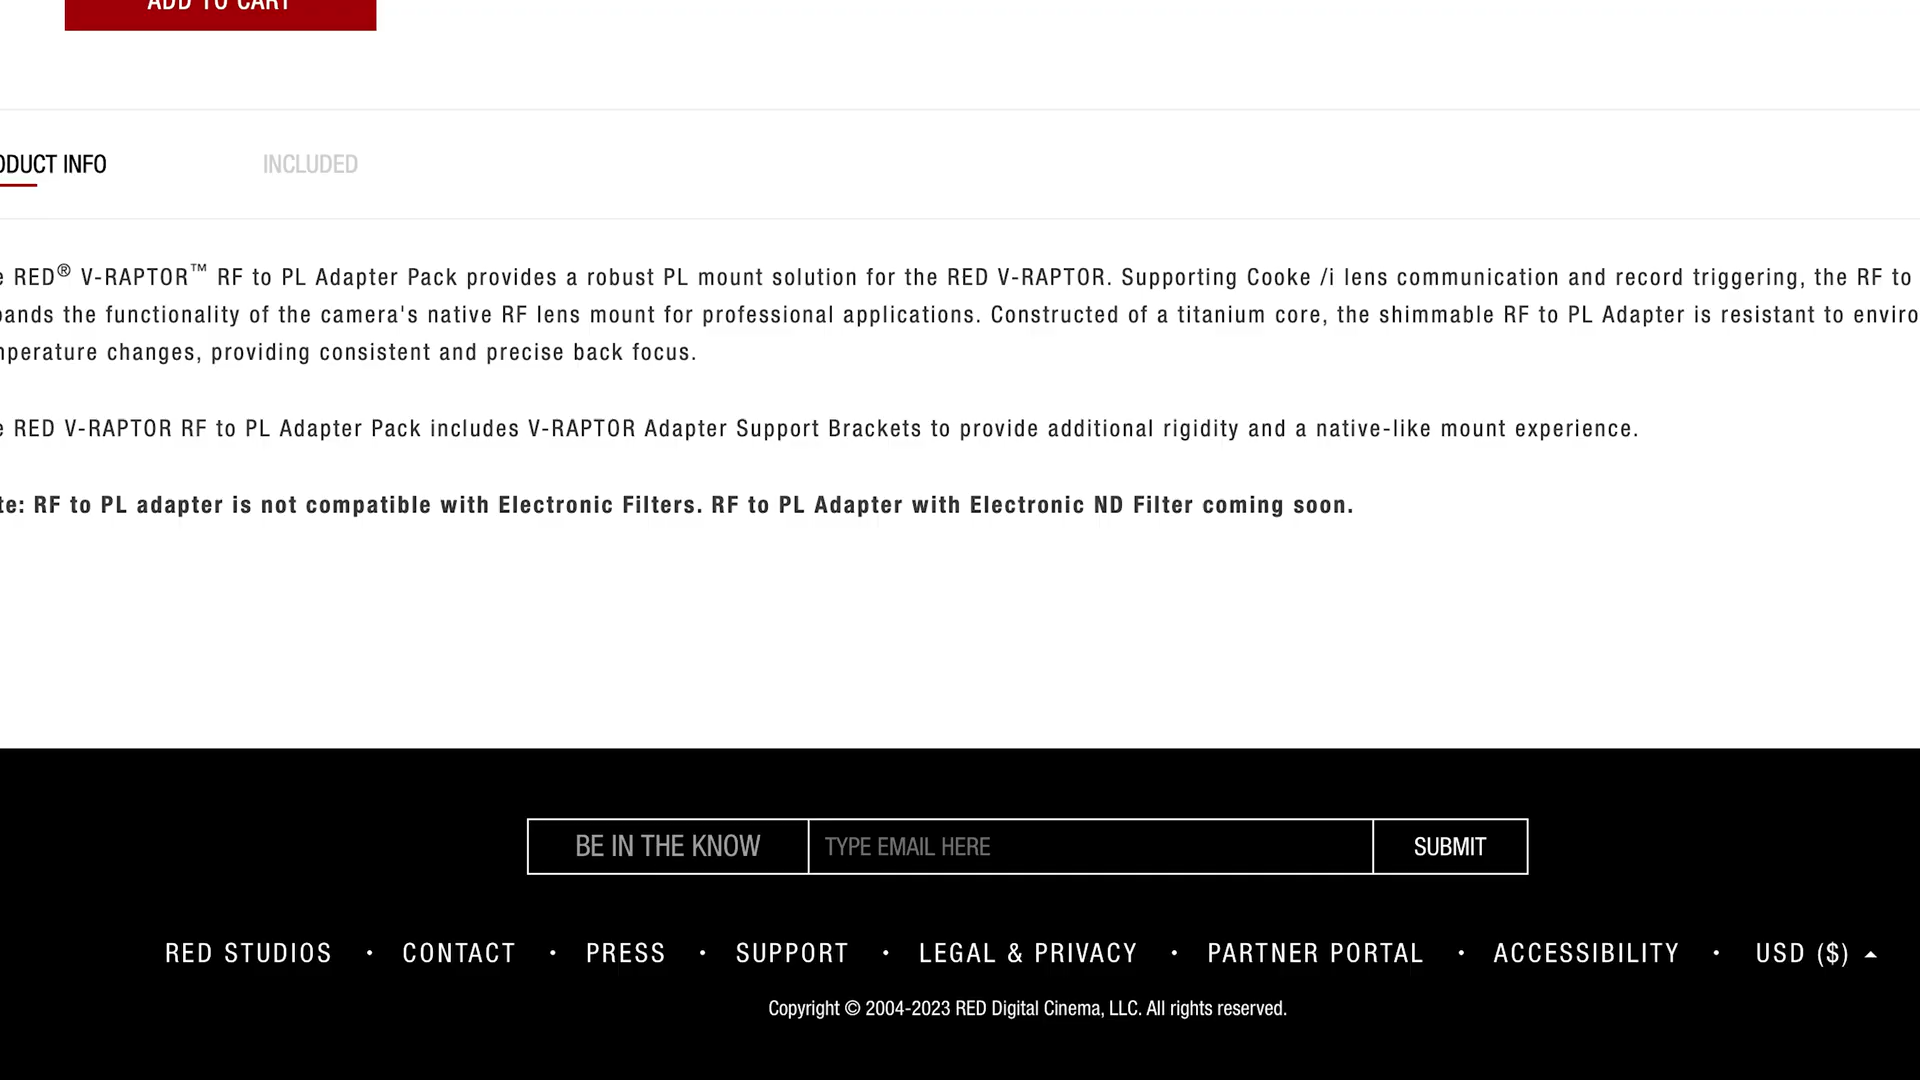 ADD TO CART
ODUCT INFO
INCLUDED
e RED® V-RAPTOR™ RF to PL Adapter Pack provides a robust PL mount solution for the RED V-RAPTOR. Supporting Cooke /i lens communication and record triggering, the RF to
ands the functionality of the camera's native RF lens mount for professional applications. Constructed of a titanium core, the shimmable RF to PL Adapter is resistant to enviro
perature changes, providing consistent and precise back focus.
e RED V-RAPTOR RF to PL Adapter Pack includes V-RAPTOR Adapter Support Brackets to provide additional rigidity and a native-like mount experience.
te: RF to PL adapter is not compatible with Electronic Filters. RF to PL Adapter with Electronic ND Filter coming soon.
BE IN THE KNOW
TYPE EMAIL HERE
SUBMIT
RED STUDIOS • CONTACT • PRESS • SUPPORT • LEGAL & PRIVACY • PARTNER PORTAL • ACCESSIBILITY • USD ($)
Copyright © 2004-2023 RED Digital Cinema, LLC. All rights reserved.